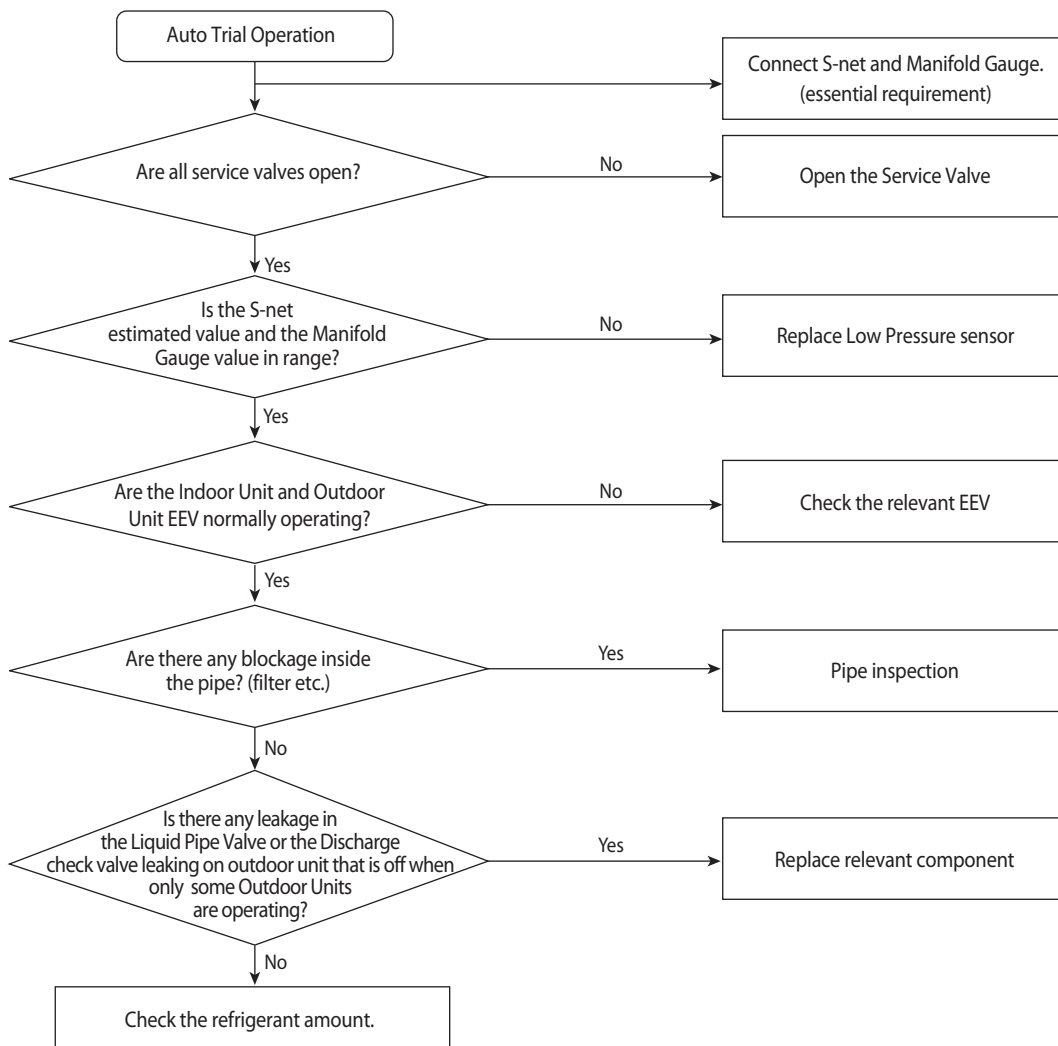 Auto Trial Operation
Connect S-net and Manifold Gauge.
(essential requirement)
Are all service valves open?
No
Open the Service Valve
Yes
Is the S-net
estimated value and the Manifold
Gauge value in range?
No
Replace Low Pressure sensor
Yes
Are the Indoor Unit and Outdoor
Unit EEV normally operating?
No
Check the relevant EEV
Yes
Are there any blockage inside
the pipe? (filter etc.)
Yes
Pipe inspection
No
Is there any leakage in
the Liquid Pipe Valve or the Discharge
check valve leaking on outdoor unit that is off when
only some Outdoor Units
are operating?
Yes
Replace relevant component
No
Check the refrigerant amount.